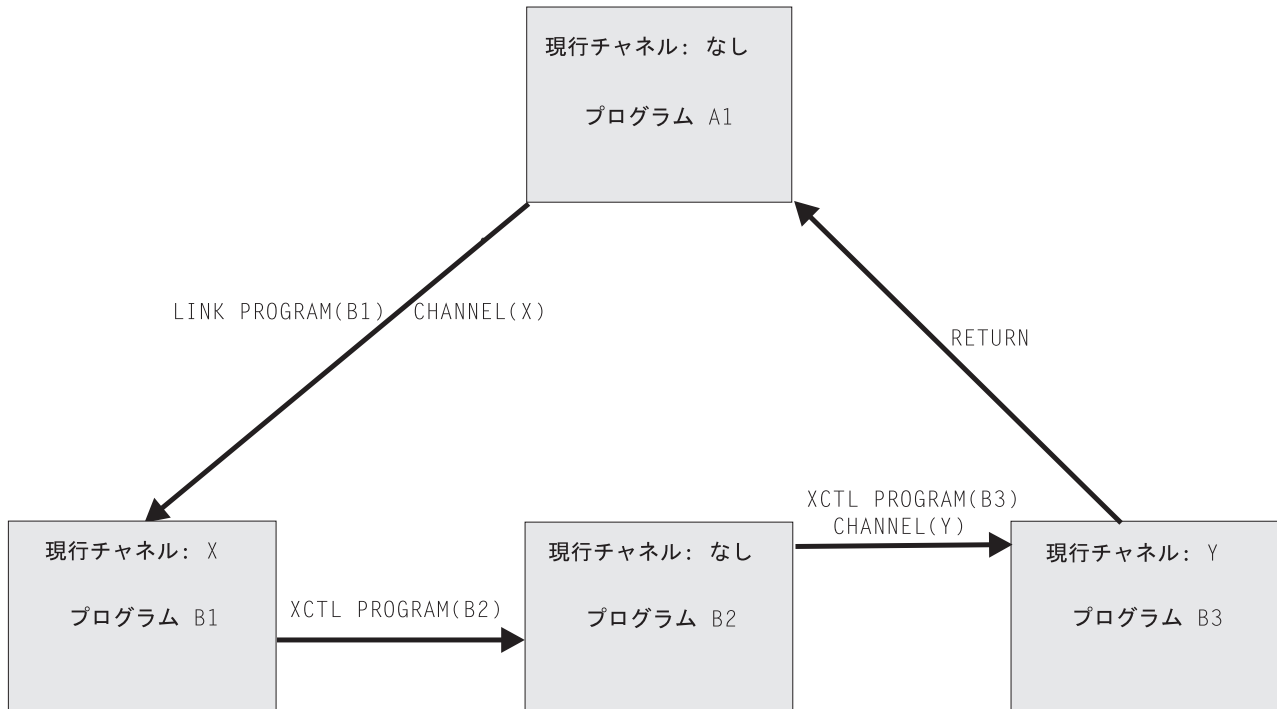 現行チャネル: なし
プログラム A1
LINK PROGRAM(B1) CHANNEL(X)
RETURN
XCTL PROGRAM(B3)
CHANNEL(Y)
現行チャネル: X
プログラム B1
XCTL PROGRAM(B2)
現行チャネル: なし
プログラム B2
現行チャネル: Y
プログラム B3